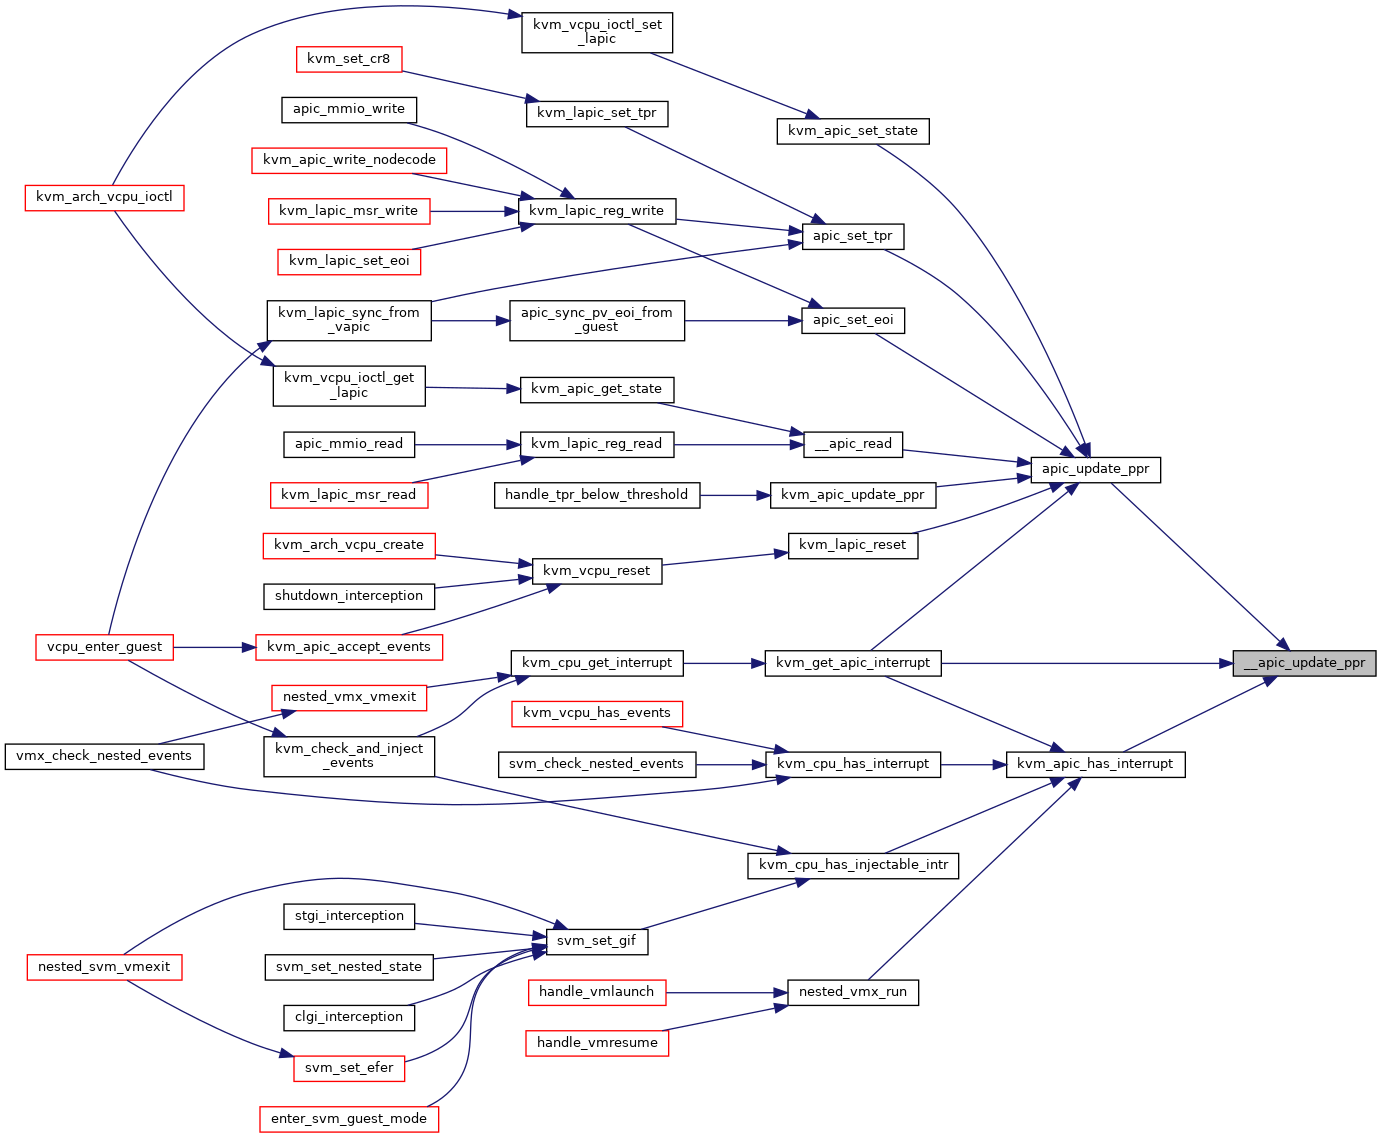 kvm_vcpu_ioctl_set
_lapic
kvm_set_cr8
apic_mmio_write
kvm_lapic_set_tpr
kvm_apic_set_state
kvm_apic_write_nodecode
kvm_arch_vcpu_ioctl
kvm_lapic_msr_write
kvm_lapic_reg_write
apic_set_tpr
kvm_lapic_set_eoi
kvm_lapic_sync_from
_vapic
apic_sync_pv_eoi_from
_guest
apic_set_eoi
kvm_vcpu_ioctl_get
_lapic
kvm_apic_get_state
apic_mmio_read
kvm_lapic_reg_read
__apic_read
apic_update_ppr
kvm_lapic_msr_read
handle_tpr_below_threshold
kvm_apic_update_ppr
kvm_arch_vcpu_create
kvm_lapic_reset
kvm_vcpu_reset
shutdown_interception
vcpu_enter_guest
kvm_apic_accept_events
kvm_cpu_get_interrupt
kvm_get_apic_interrupt
__apic_update_ppr
nested_vmx_vmexit
kvm_vcpu_has_events
vmx_check_nested_events
kvm_check_and_inject
_events
svm_check_nested_events
kvm_cpu_has_interrupt
kvm_apic_has_interrupt
kvm_cpu_has_injectable_intr
stgi_interception
svm_set_gif
nested_svm_vmexit
svm_set_nested_state
handle_vmlaunch
nested_vmx_run
clgi_interception
handle_vmresume
svm_set_efer
enter_svm_guest_mode